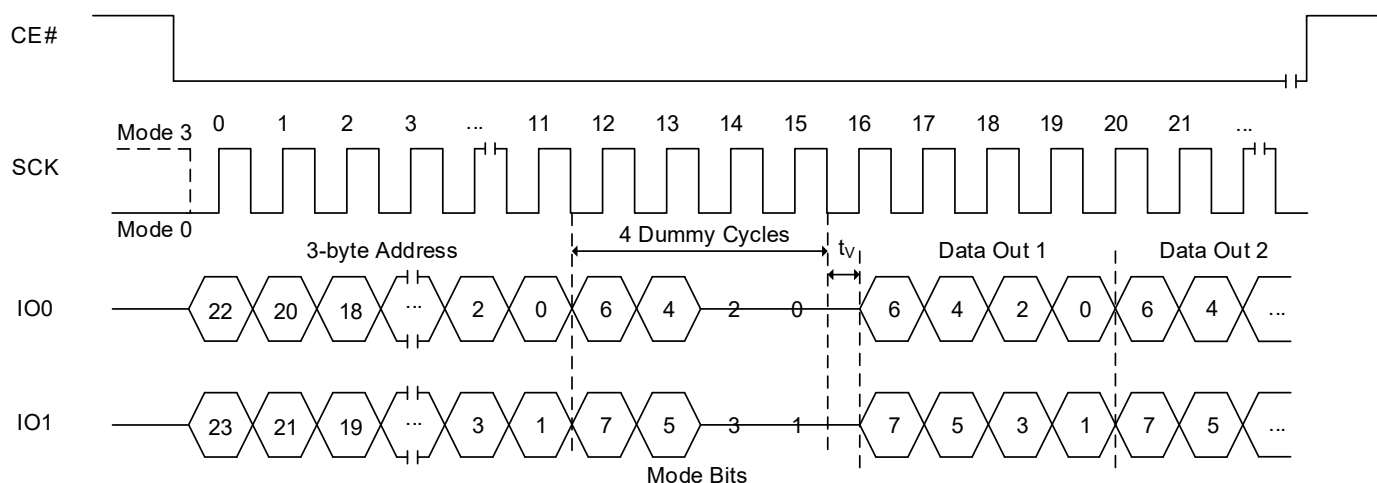 CE#
0 1 2 3 ... 11 12 13 14 15 16 17 18 19 20 21 ...
Mode 3
SCK
Mode 0
3-byte Address 4 Dummy Cycles tV Data Out 1 Data Out 2
IO0 22 20 18 ... 2 0 6 4 2 0 6 4 2 0 6 4 ...
IO1 23 21 19 ... 3 1 7 5 3 1 7 5 3 1 7 5 ...
Mode Bits